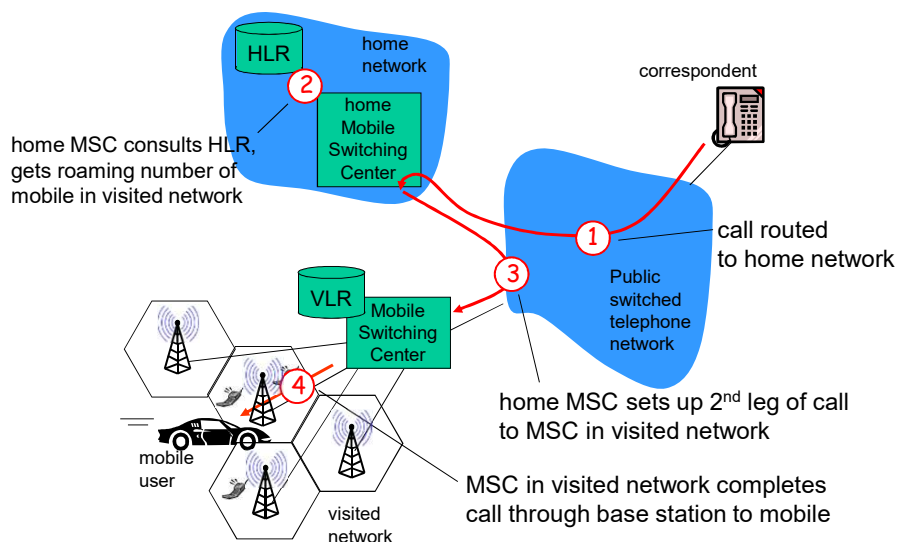 HLR
home
network
2
home
Mobile
Switching
Center
correspondent
home MSC consults HLR,
gets roaming number of
mobile in visited network
1
call routed
to home network
3
Public
switched
telephone
network
VLR
Mobile
Switching
Center
4
home MSC sets up 2nd leg of call
to MSC in visited network
mobile
user
MSC in visited network completes
call through base station to mobile
visited
network